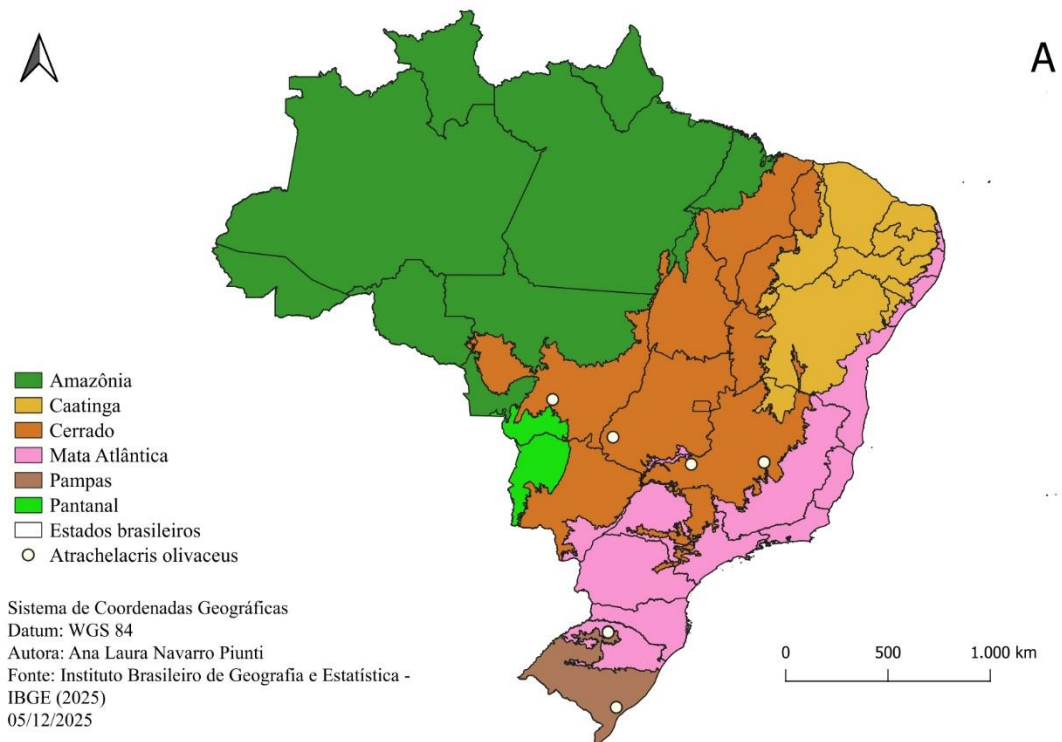 A
Amazônia
Caatinga
Cerrado
Mata Atlântica
Pampas
Pantanal
Estados brasileiros
Atrachelacris olivaceus
Sistema de Coordenadas Geográficas
Datum: WGS 84
Autora: Ana Laura Navarro Piunti
Fonte: Instituto Brasileiro de Geografia e Estatística -
IBGE (2025)
05/12/2025
0 500 1.000 km